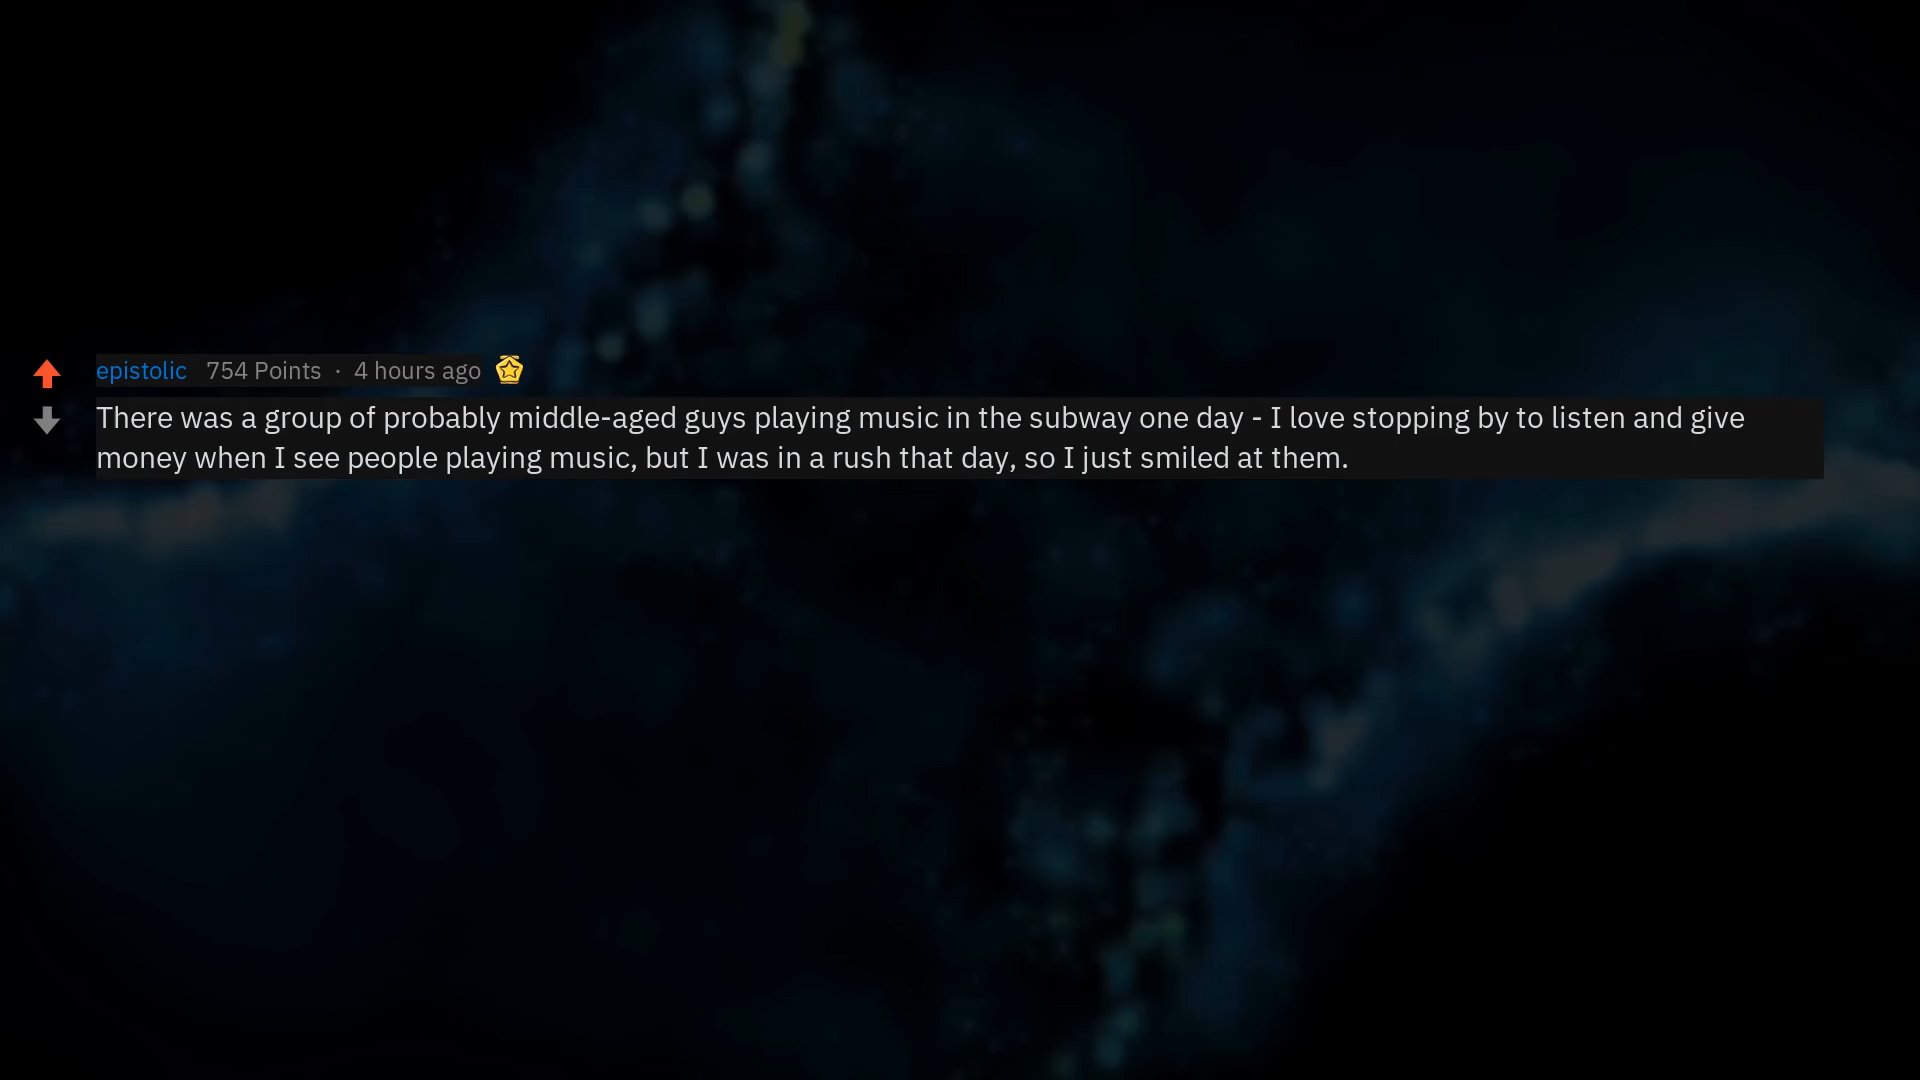 epistolic 754 Points · 4 hours ago
There was a group of probably middle-aged guys playing music in the subway one day - I love stopping by to listen and give
money when I see people playing music, but I was in a rush that day, so I just smiled at them.